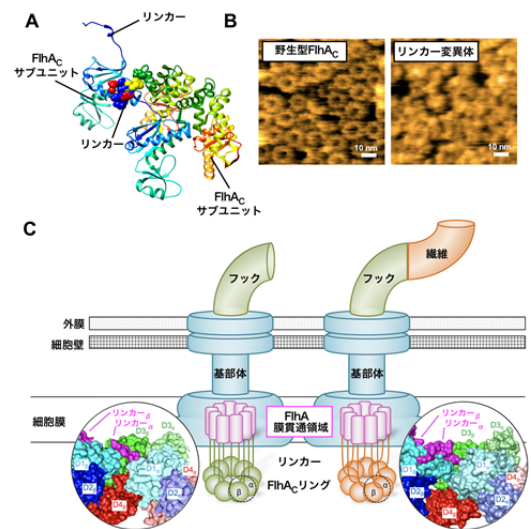 A
リンカー
FlhAC
サブユニット
リンカー
FlhAC
サブユニット
B
野生型FlhAC
リンカー変異体
10 nm
10 nm
C
フック
フック
繊維
外膜
細胞壁
基部体
基部体
細胞膜
FlhA
膜貫通領域
リンカーβ
リンカーα
D3β
D3α
D1β
D1α
D4α
D2β
D2α
D4β
リンカー
FlhACリング
α
β
α
β
リンカーβ
リンカーα
D3β
D3α
D1β
D1α
D4α
D2β
D2α
D4β